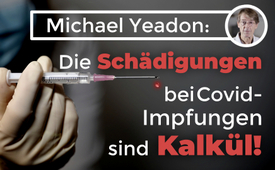 Michael Yeadon:
Die Schädigungen
bei Covid-
Impfungen
sind Kalkül!